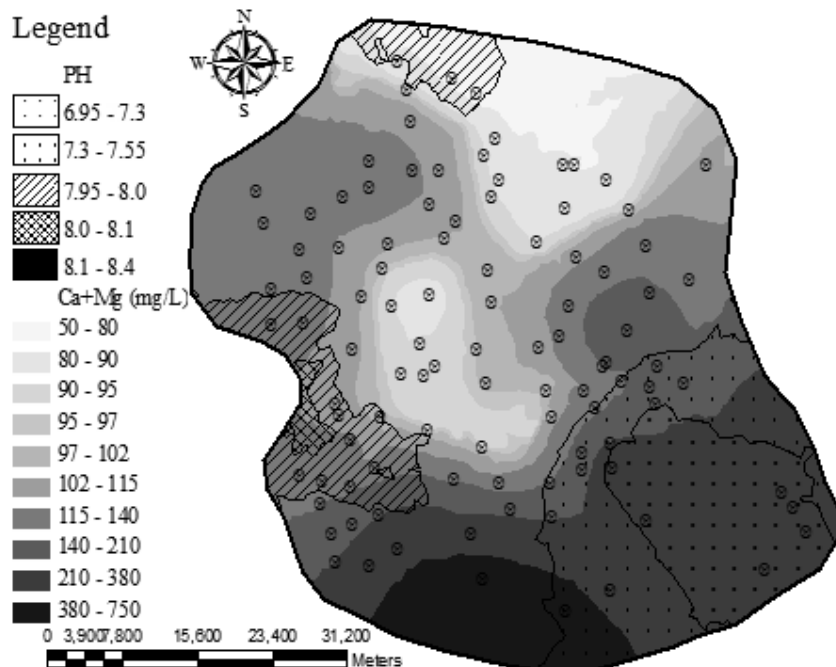 Legend
N
W E
S
PH
6.95 - 7.3
7.3 - 7.55
7.95 - 8.0
8.0 - 8.1
8.1 - 8.4
Ca+Mg (mg/L)
50 - 80
80 - 90
90 - 95
95 - 97
97 - 102
102 - 115
115 - 140
140 - 210
210 - 380
380 - 750
0 3,900 7,800 15,600 23,400 31,200
Meters